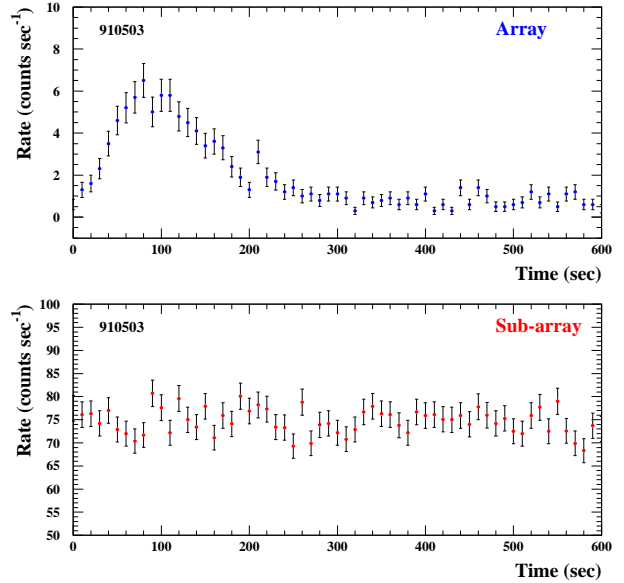 910503 Array
Rate (counts sec⁻¹)
10
8
6
4
2
0
0 100 200 300 400 500 600
Time (sec)
910503 Sub-array
Rate (counts sec⁻¹)
100
95
90
85
80
75
70
65
60
55
50
0 100 200 300 400 500 600
Time (sec)